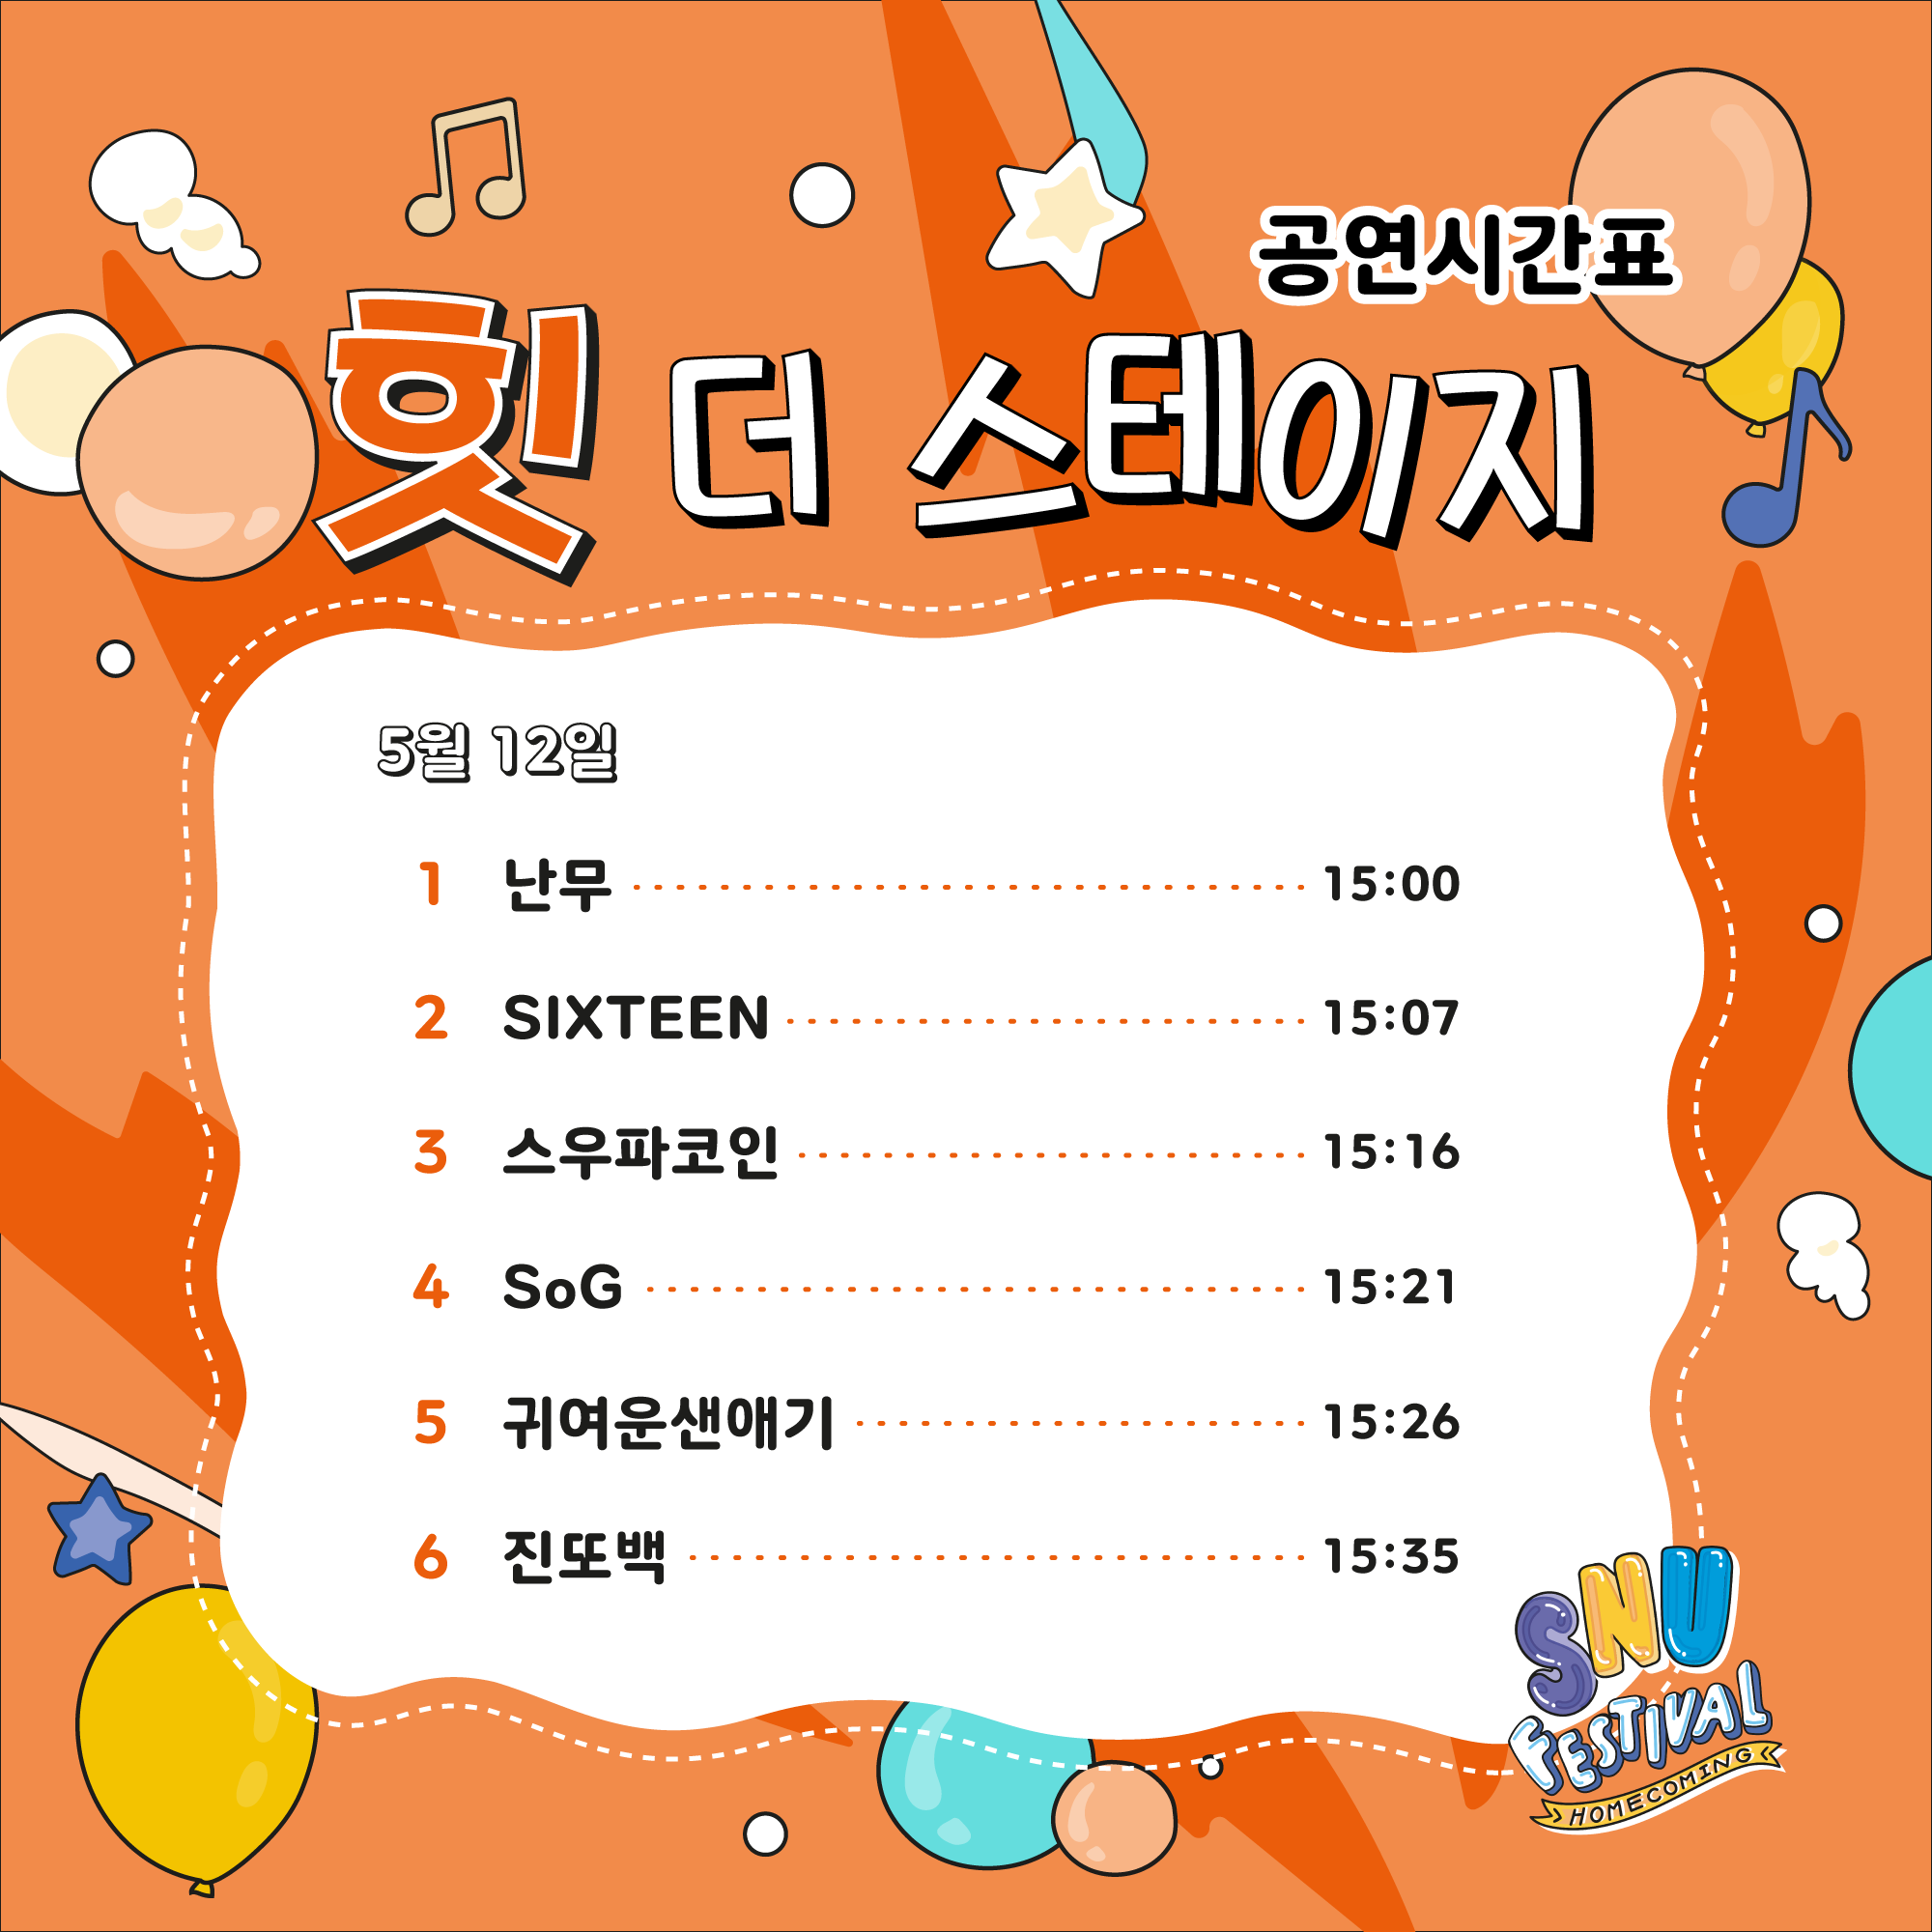 공연시간표
힛 더 스테이지
5월 12일
1 난무 15:00
2 SIXTEEN 15:07
3 스우파코인 15:16
4 SoG 15:21
5 귀여운샌애기 15:26
6 진또백 15:35
SNU
FESTIVAL
HOMECOMING